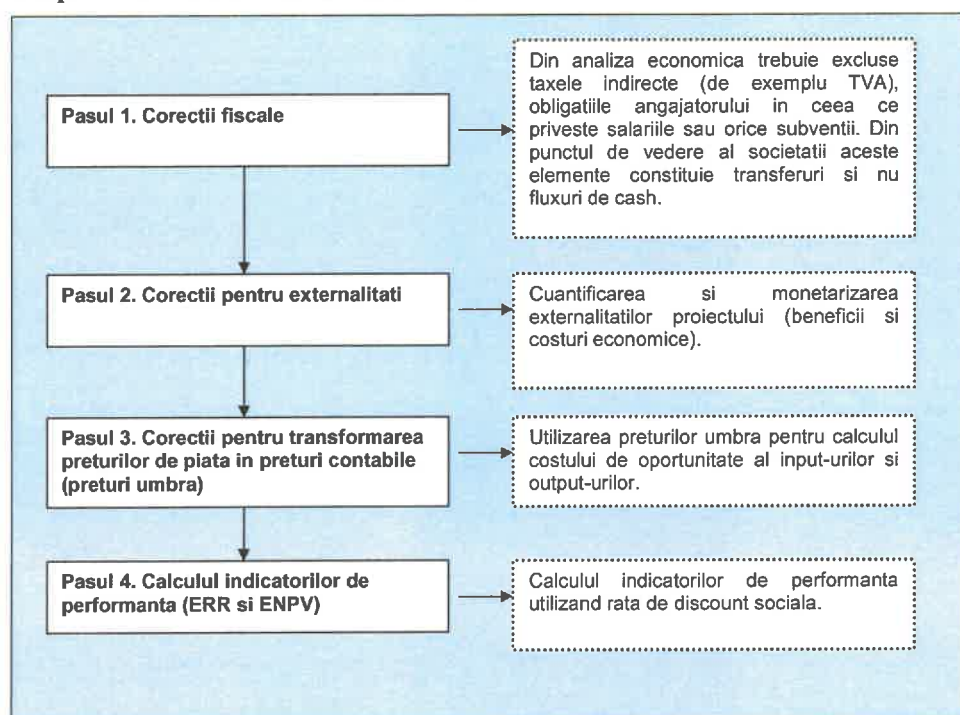 Pasul 1. Corectii fiscale
Din analiza economica trebuie excluse
taxele indirecte (de exemplu TVA),
obligatiile angajatorului in ceea ce
priveste salariile sau orice subventii. Din
punctul de vedere al societatii aceste
elemente constituie transferuri si nu
fluxuri de cash.
Pasul 2. Corectii pentru externalitati
Cuantificarea si monetarizarea
externalitatilor proiectului (beneficii si
costuri economice).
Pasul 3. Corectii pentru transformarea
preturilor de piata in preturi contabile
(preturi umbra)
Utilizarea preturilor umbra pentru calculul
costului de oportunitate al input-urilor si
output-urilor.
Pasul 4. Calculul indicatorilor de
performanta (ERR si ENPV)
Calculul indicatorilor de performanta
utilizand rata de discount sociala.